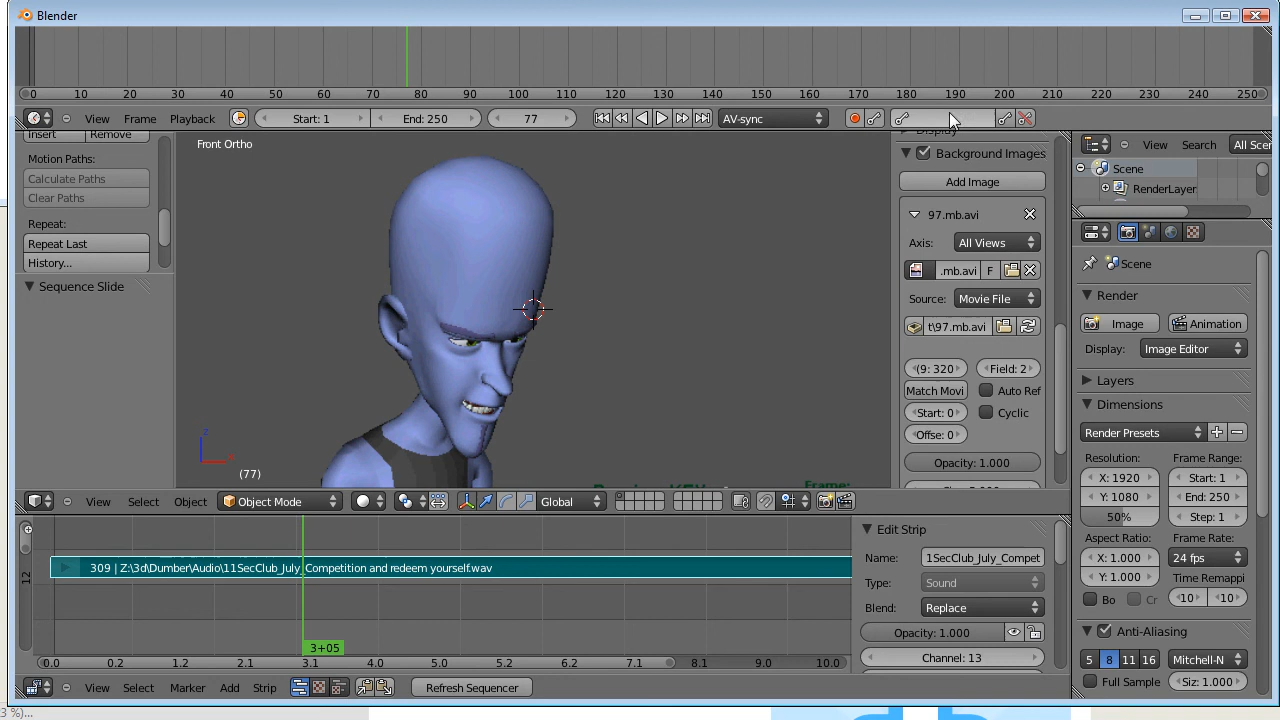 Blender
0 10 20 30 40 50 60 70 80 90 100 110 120 130 140 150 160 170 180 190 200 210 220 230 240 250
View Frame Playback Start: 1 End: 250 77 AV-sync
Insert Remove
Motion Paths:
Calculate Paths
Clear Paths
Repeat:
Repeat Last
History...
Sequence Slide
Front Ortho
z
(77)
Display
Background Images
Add Image
97.mb.avi
Axis: All Views
.mb.avi F
Source: Movie File
t\97.mb.avi
(9: 320 Field: 2
Match Movi Auto Ref
Start: 0 Cyclic
Offse: 0
Opacity: 1.000
View Search All Scer
Scene
RenderLayer
Scene
Render
Image Animation
Display: Image Editor
Layers
Dimensions
Render Presets
Resolution: Frame Range:
X: 1920 Start: 1
Y: 1080 End: 250
50% Step: 1
Aspect Ratio: Frame Rate:
X: 1.000 24 fps
Y: 1.000 Time Remappi
Bo Cr 10 10
Anti-Aliasing
5 8 11 16 Mitchell-N
Full Sample Siz: 1.000
View Select Object Object Mode Global
12
309 | Z:\3d\Dumber\Audio\11SecClub_July_Competition and redeem yourself.wav
3+05
0.0 0.2 1.2 2.1 3.1 4.0 4.2 5.2 6.2 7.1 8.1 9.1 10.0
Edit Strip
Name: 1SecClub_July_Compet
Type: Sound
Blend: Replace
Opacity: 1.000
Channel: 13
View Select Marker Add Strip Refresh Sequencer
3 %)...